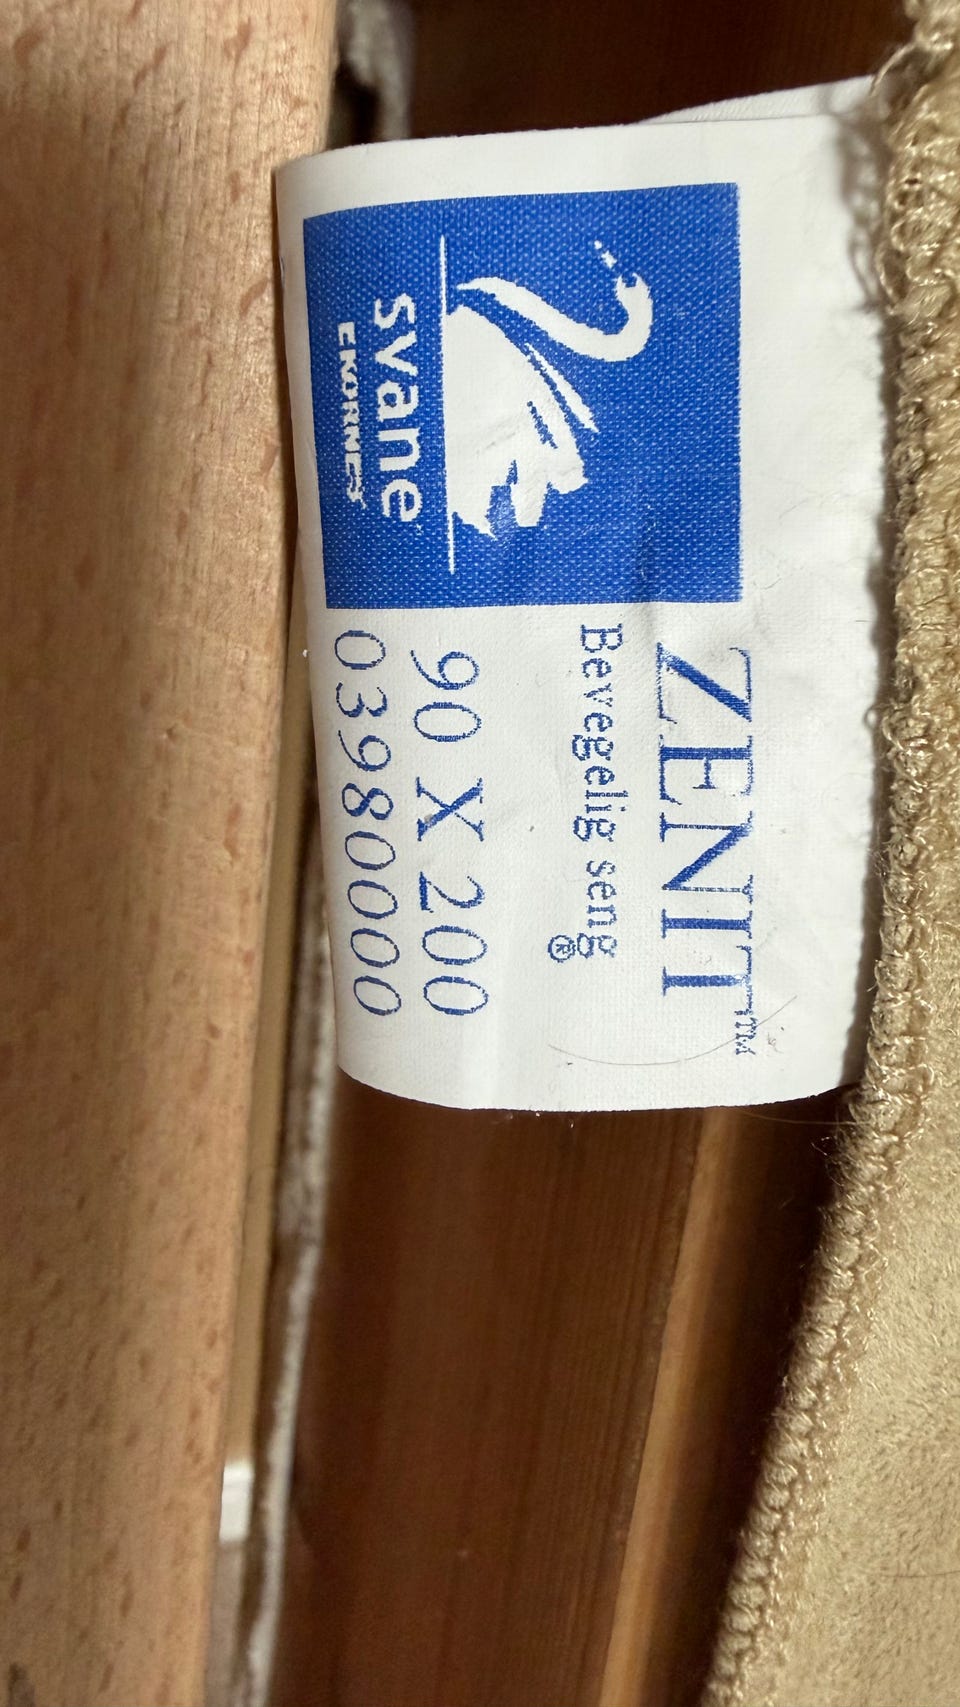 svane
EKORNES
ZENIT™
Bevegelig seng®
90 X 200
03980000